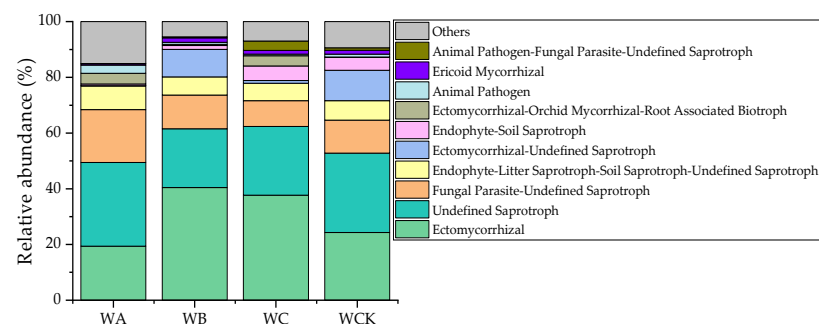 Relative abundance (%)
100
80
60
40
20
0
WA
WB
WC
WCK
Others
Animal Pathogen-Fungal Parasite-Undefined Saprotroph
Ericoid Mycorrhizal
Animal Pathogen
Ectomycorrhizal-Orchid Mycorrhizal-Root Associated Biotroph
Endophyte-Soil Saprotroph
Ectomycorrhizal-Undefined Saprotroph
Endophyte-Litter Saprotroph-Soil Saprotroph-Undefined Saprotroph
Fungal Parasite-Undefined Saprotroph
Undefined Saprotroph
Ectomycorrhizal